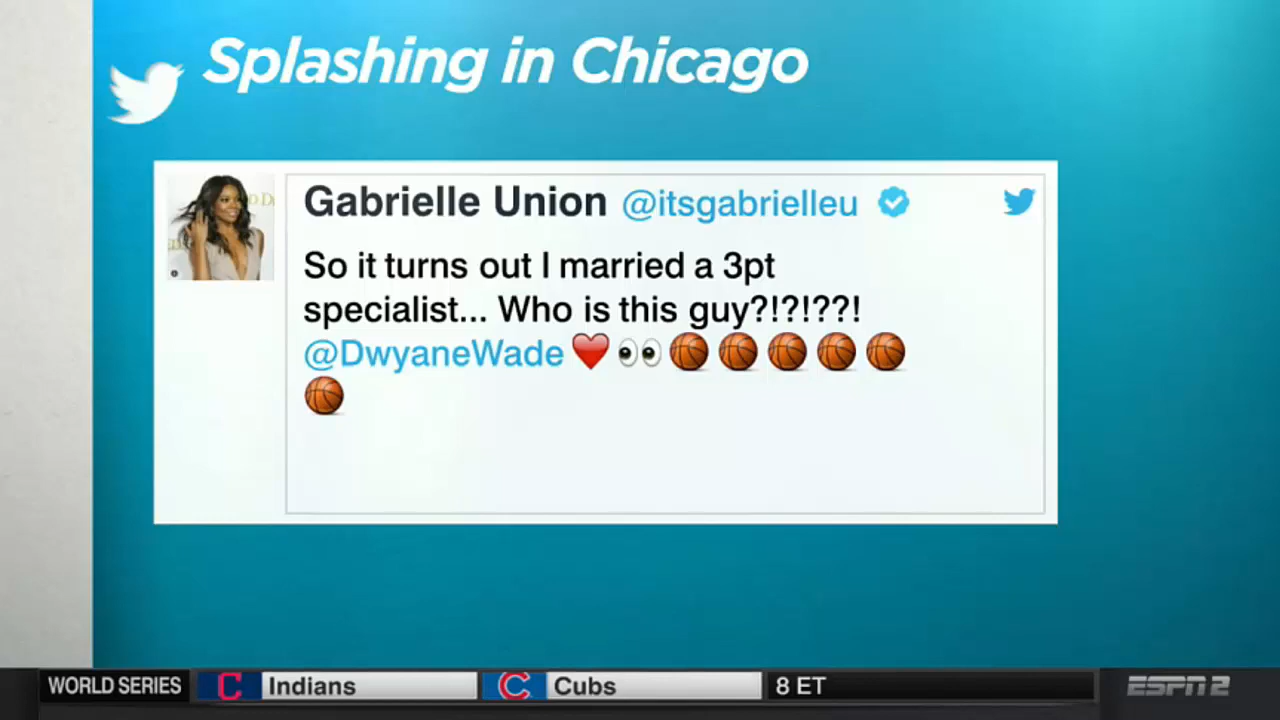 Splashing in Chicago
Gabrielle Union @itsgabrielleu
So it turns out I married a 3pt
specialist... Who is this guy?!?!??!
@DwyaneWade ❤️👀🏀🏀🏀🏀🏀
🏀
WORLD SERIES C Indians C Cubs 8 ET ESPN2